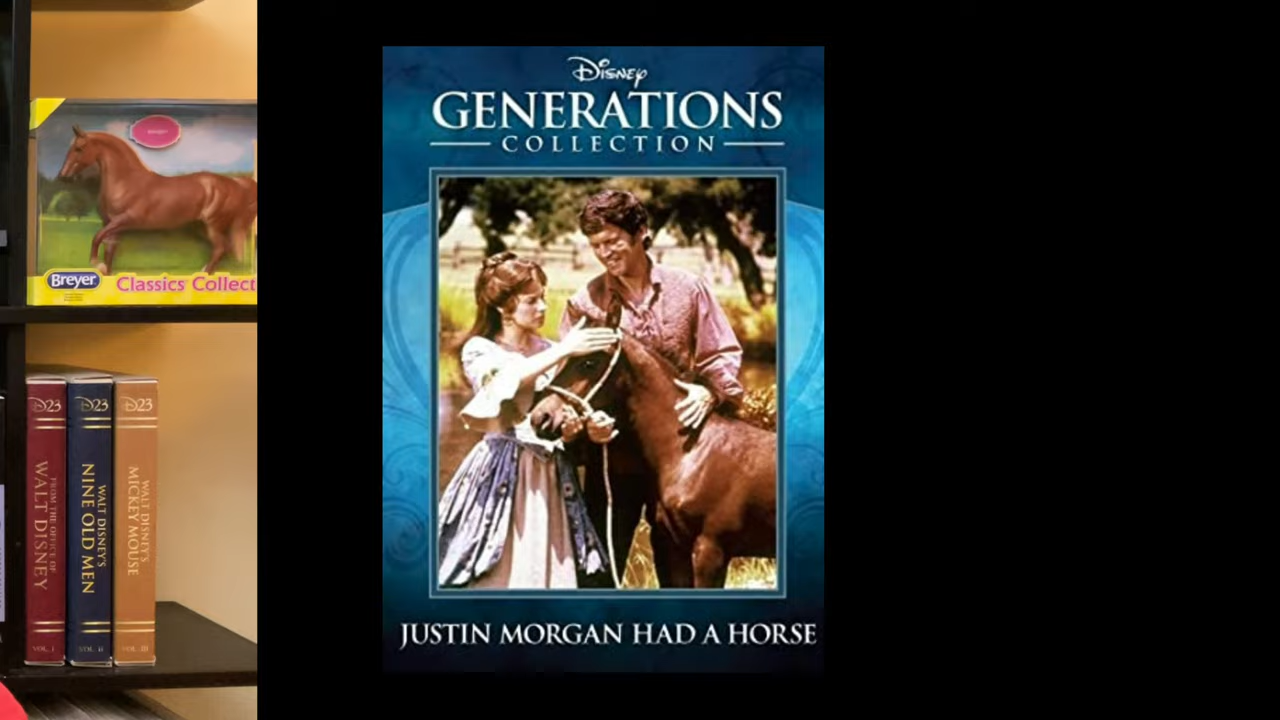 Breyer
Classics Collect
D23
FROM THE OFFICE OF
WALT DISNEY
VOL. I
D23
WALT DISNEY'S
NINE OLD MEN
VOL. II
D23
WALT DISNEY'S
MICKEY MOUSE
VOL. III
Disney
GENERATIONS
COLLECTION
JUSTIN MORGAN HAD A HORSE